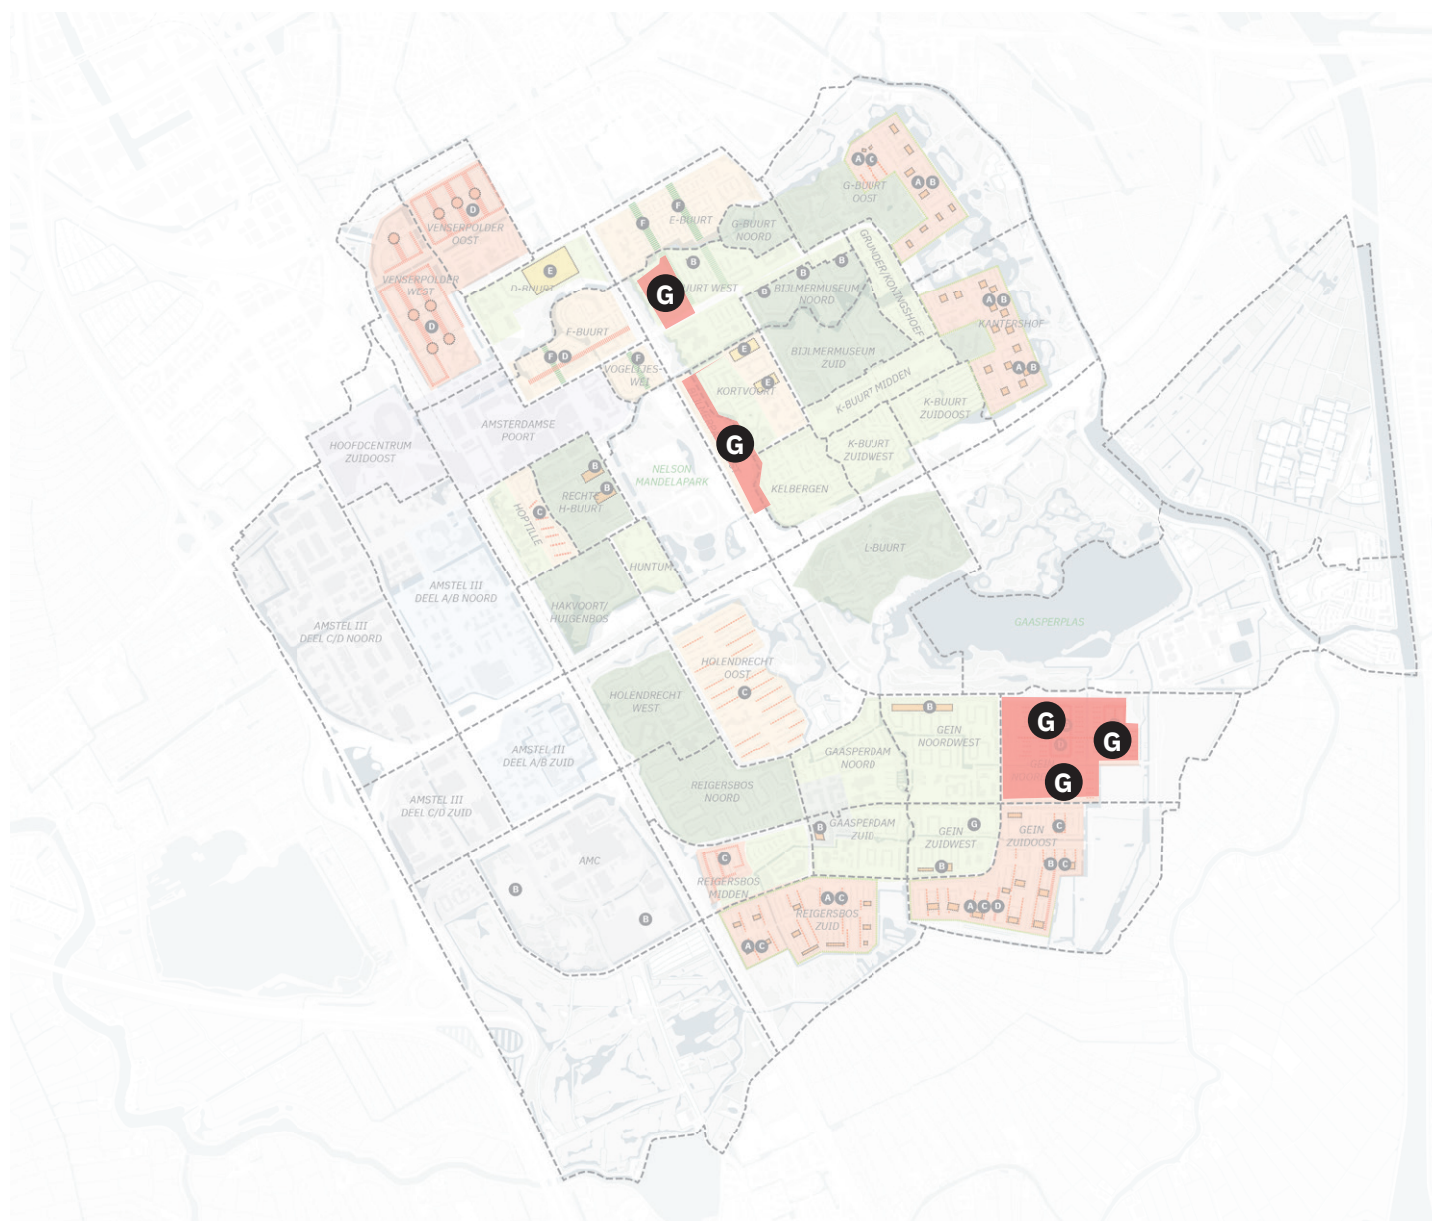 A C
G-BUURT
OOST
A B
D
VENSERPOLDER
OOST
F
F
E-BUURT
G-BUURT
NOORD
GRUNDER/KONINGSHOEF
VENSERPOLDER
WEST
D
E
D-BUURT
B
G
UURT WEST
B
B
B
BIJLMERMUSEUM
NOORD
A B
KANTERSHOF
A B
F-BUURT
F D
F
VOGELTJES-
WEI
E
E
KORTVOORT
BIJLMERMUSEUM
ZUID
K-BUURT MIDDEN
K-BUURT
ZUIDOOST
HOOFDCENTRUM
ZUIDOOST
AMSTERDAMSE
POORT
G
K-BUURT
ZUIDWEST
NELSON
MANDELAPARK
KELBERGEN
B
B
RECHTE
H-BUURT
C
HOPTILLE
L-BUURT
HUNTUM
AMSTEL III
DEEL A/B NOORD
HAKVOORT/
HUIGENBOS
AMSTEL III
DEEL C/D NOORD
GAASPERPLAS
HOLENDRECHT
OOST
C
HOLENDRECHT
WEST
B
GEIN
NOORDWEST
G
G
G
D
AMSTEL III
DEEL A/B ZUID
GAASPERDAM
NOORD
REIGERSBOS
NOORD
AMSTEL III
DEEL C/D ZUID
B
GAASPERDAM
ZUID
G
GEIN
ZUIDWEST
B
C
GEIN
ZUIDOOST
B C
AMC
B
B
C
REIGERSBOS
MIDDEN
A C
REIGERSBOS
ZUID
A C
A C D